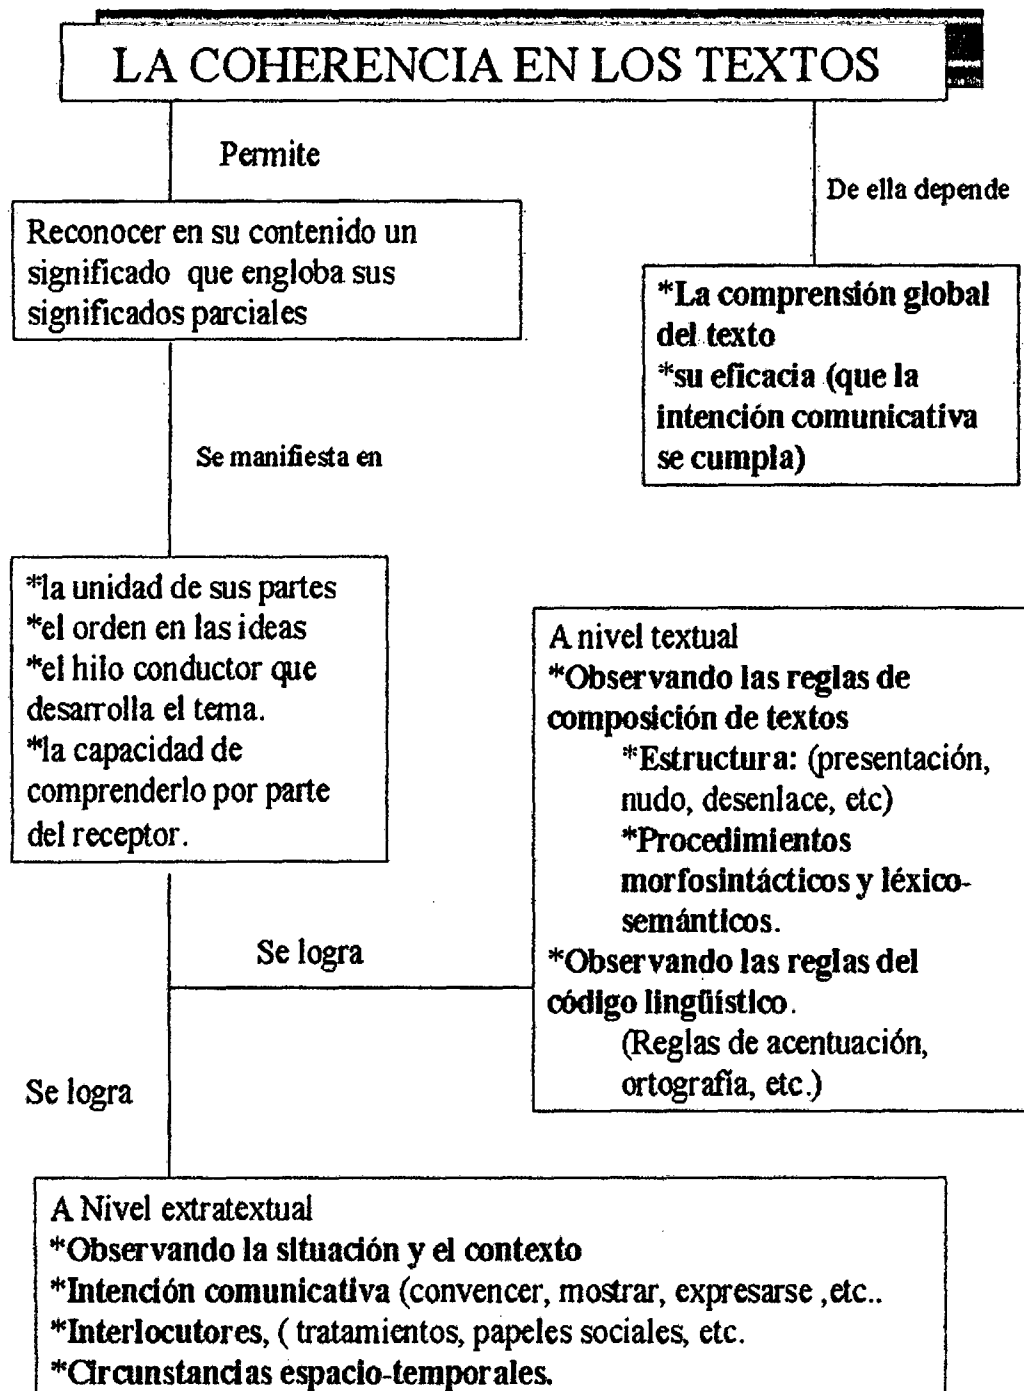 LA COHERENCIA EN LOS TEXTOS
Permite
De ella depende
Reconocer en su contenido un
significado que engloba sus
significados parciales
*La comprensión global
del texto
*su eficacia (que la
intención comunicativa
se cumpla)
Se manifiesta en
*la unidad de sus partes
*el orden en las ideas
*el hilo conductor que
desarrolla el tema.
*la capacidad de
comprenderlo por parte
del receptor.
A nivel textual
*Observando las reglas de
composición de textos
*Estructura: (presentación,
nudo, desenlace, etc)
*Procedimientos
morfosintácticos y léxico-
semánticos.
*Observando las reglas del
código lingüístico.
(Reglas de acentuación,
ortografía, etc.)
Se logra
Se logra
A Nivel extratextual
*Observando la situación y el contexto
*Intención comunicativa (convencer, mostrar, expresarse ,etc..
*Interlocutores, ( tratamientos, papeles sociales, etc.
*Circunstancias espacio-temporales.